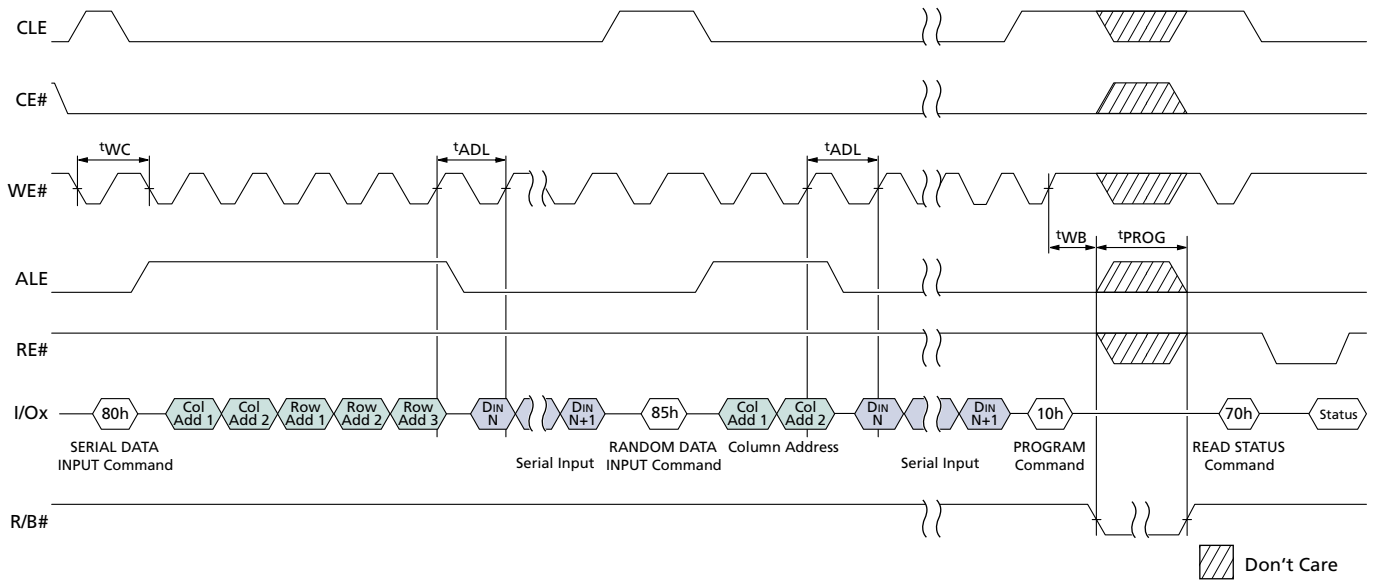 CLE
CE#
tWC
tADL
tADL
WE#
tWB
tPROG
ALE
RE#
I/Ox
80h
Col
Add 1
Col
Add 2
Row
Add 1
Row
Add 2
Row
Add 3
DIN
N
DIN
N+1
85h
Col
Add 1
Col
Add 2
DIN
N
DIN
N+1
10h
70h
Status
SERIAL DATA
INPUT Command
Serial Input
RANDOM DATA
INPUT Command
Column Address
Serial Input
PROGRAM
Command
READ STATUS
Command
R/B#
Don't Care